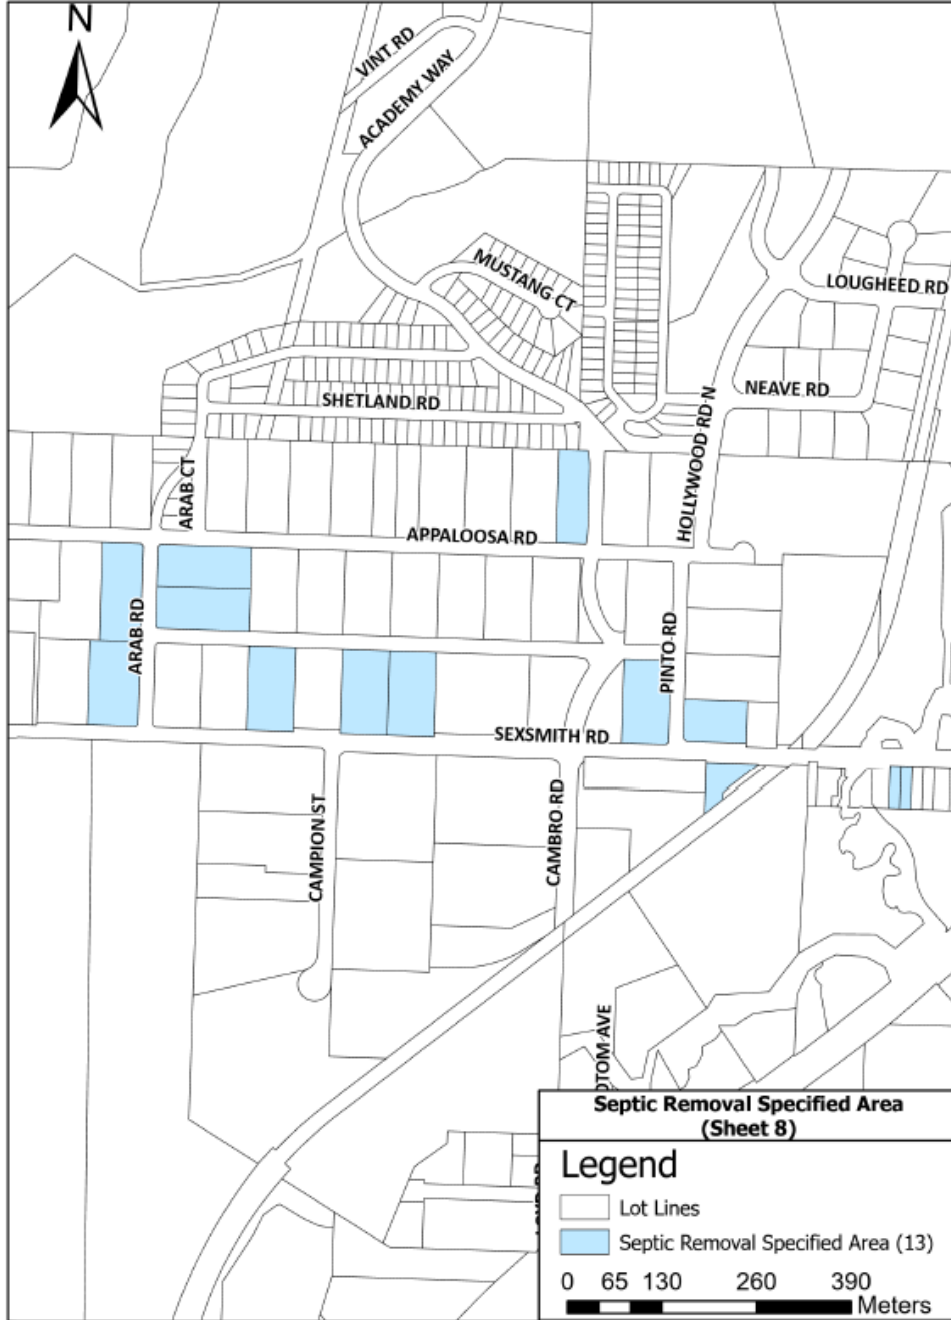 N
VINT RD
ACADEMY WAY
MUSTANG CT
LOUGHEED RD
NEAVE RD
SHETLAND RD
HOLLYWOOD RD N
ARAB CT
APPALOOSA RD
ARAB RD
PINTO RD
SEXSMITH RD
CAMPION ST
CAMBRO RD
OTOM AVE
Septic Removal Specified Area
(Sheet 8)
Legend
Lot Lines
Septic Removal Specified Area (13)
0 65 130 260 390
Meters